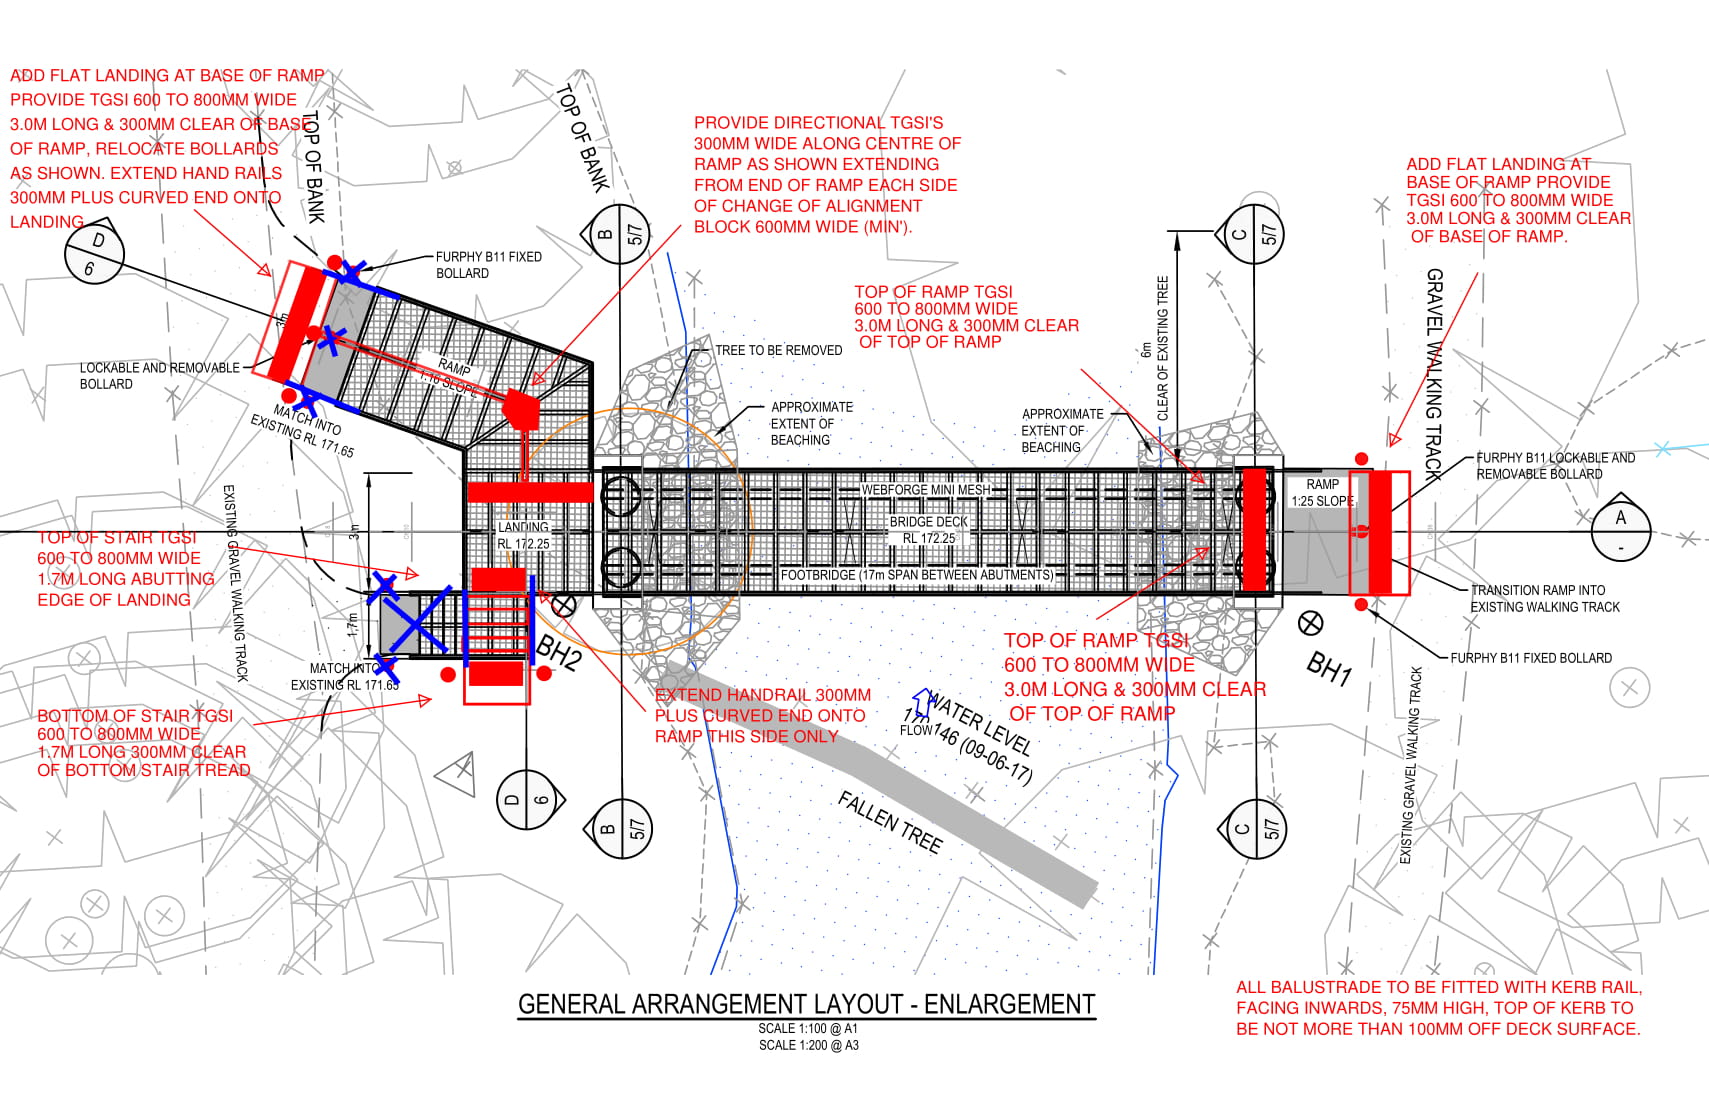 ADD FLAT LANDING AT BASE OF RAMP
PROVIDE TGSI 600 TO 800MM WIDE
3.0M LONG & 300MM CLEAR OF BASE
OF RAMP, RELOCATE BOLLARDS
AS SHOWN. EXTEND HAND RAILS
300MM PLUS CURVED END ONTO
LANDING
TOP OF BANK
TOP OF BANK
PROVIDE DIRECTIONAL TGSI'S
300MM WIDE ALONG CENTRE OF
RAMP AS SHOWN EXTENDING
FROM END OF RAMP EACH SIDE
OF CHANGE OF ALIGNMENT
BLOCK 600MM WIDE (MIN').
ADD FLAT LANDING AT
BASE OF RAMP PROVIDE
TGSI 600 TO 800MM WIDE
3.0M LONG & 300MM CLEAR
OF BASE OF RAMP.
D
6
B
5/7
C
5/7
FURPHY B11 FIXED
BOLLARD
TOP OF RAMP TGSI
600 TO 800MM WIDE
3.0M LONG & 300MM CLEAR
OF TOP OF RAMP
6m
CLEAR OF EXISTING TREE
GRAVEL WALKING TRACK
3m
LOCKABLE AND REMOVABLE
BOLLARD
RAMP
1:10 SLOPE
TREE TO BE REMOVED
MATCH INTO
EXISTING RL 171.65
APPROXIMATE
EXTENT OF
BEACHING
APPROXIMATE
EXTENT OF
BEACHING
FURPHY B11 LOCKABLE AND
REMOVABLE BOLLARD
RAMP
1:25 SLOPE
WEBFORGE MINI MESH
BRIDGE DECK
RL 172.25
FOOTBRIDGE (17m SPAN BETWEEN ABUTMENTS)
LANDING
RL 172.25
3m
A
-
EXISTING GRAVEL WALKING TRACK
TOP OF STAIR TGSI
600 TO 800MM WIDE
1.7M LONG ABUTTING
EDGE OF LANDING
1.7m
TRANSITION RAMP INTO
EXISTING WALKING TRACK
BH2
BH1
MATCH INTO
EXISTING RL 171.65
TOP OF RAMP TGSI
600 TO 800MM WIDE
3.0M LONG & 300MM CLEAR
OF TOP OF RAMP
FURPHY B11 FIXED BOLLARD
EXTEND HANDRAIL 300MM
PLUS CURVED END ONTO
RAMP THIS SIDE ONLY
BOTTOM OF STAIR TGSI
600 TO 800MM WIDE
1.7M LONG 300MM CLEAR
OF BOTTOM STAIR TREAD
WATER LEVEL
(09-06-17)
FLOW
EXISTING GRAVEL WALKING TRACK
FALLEN TREE
D
6
B
5/7
C
5/7
GENERAL ARRANGEMENT LAYOUT - ENLARGEMENT
SCALE 1:100 @ A1
SCALE 1:200 @ A3
ALL BALUSTRADE TO BE FITTED WITH KERB RAIL,
FACING INWARDS, 75MM HIGH, TOP OF KERB TO
BE NOT MORE THAN 100MM OFF DECK SURFACE.